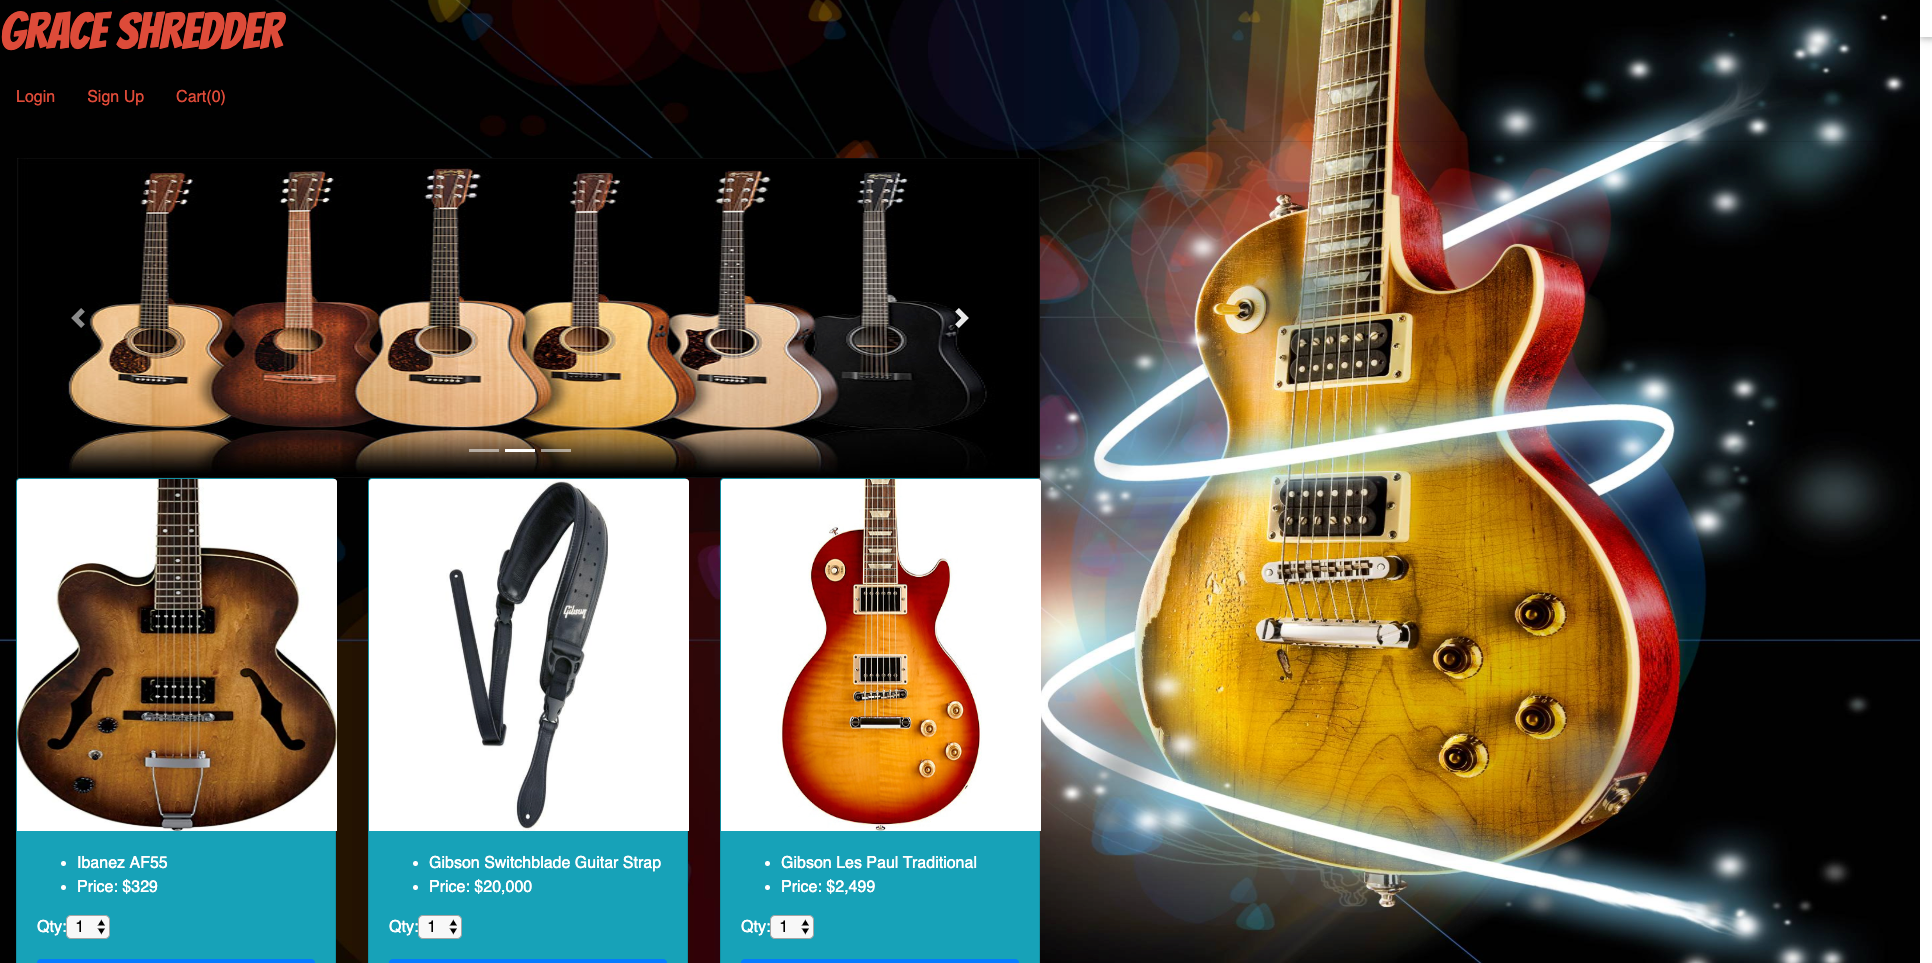 GRACE SHREDDER
Login Sign Up Cart(0)
Gibson
Ibanez AF55
Price: $329
Qty: 1
Gibson Switchblade Guitar Strap
Price: $20,000
Qty: 1
Gibson Les Paul Traditional
Price: $2,499
Qty: 1